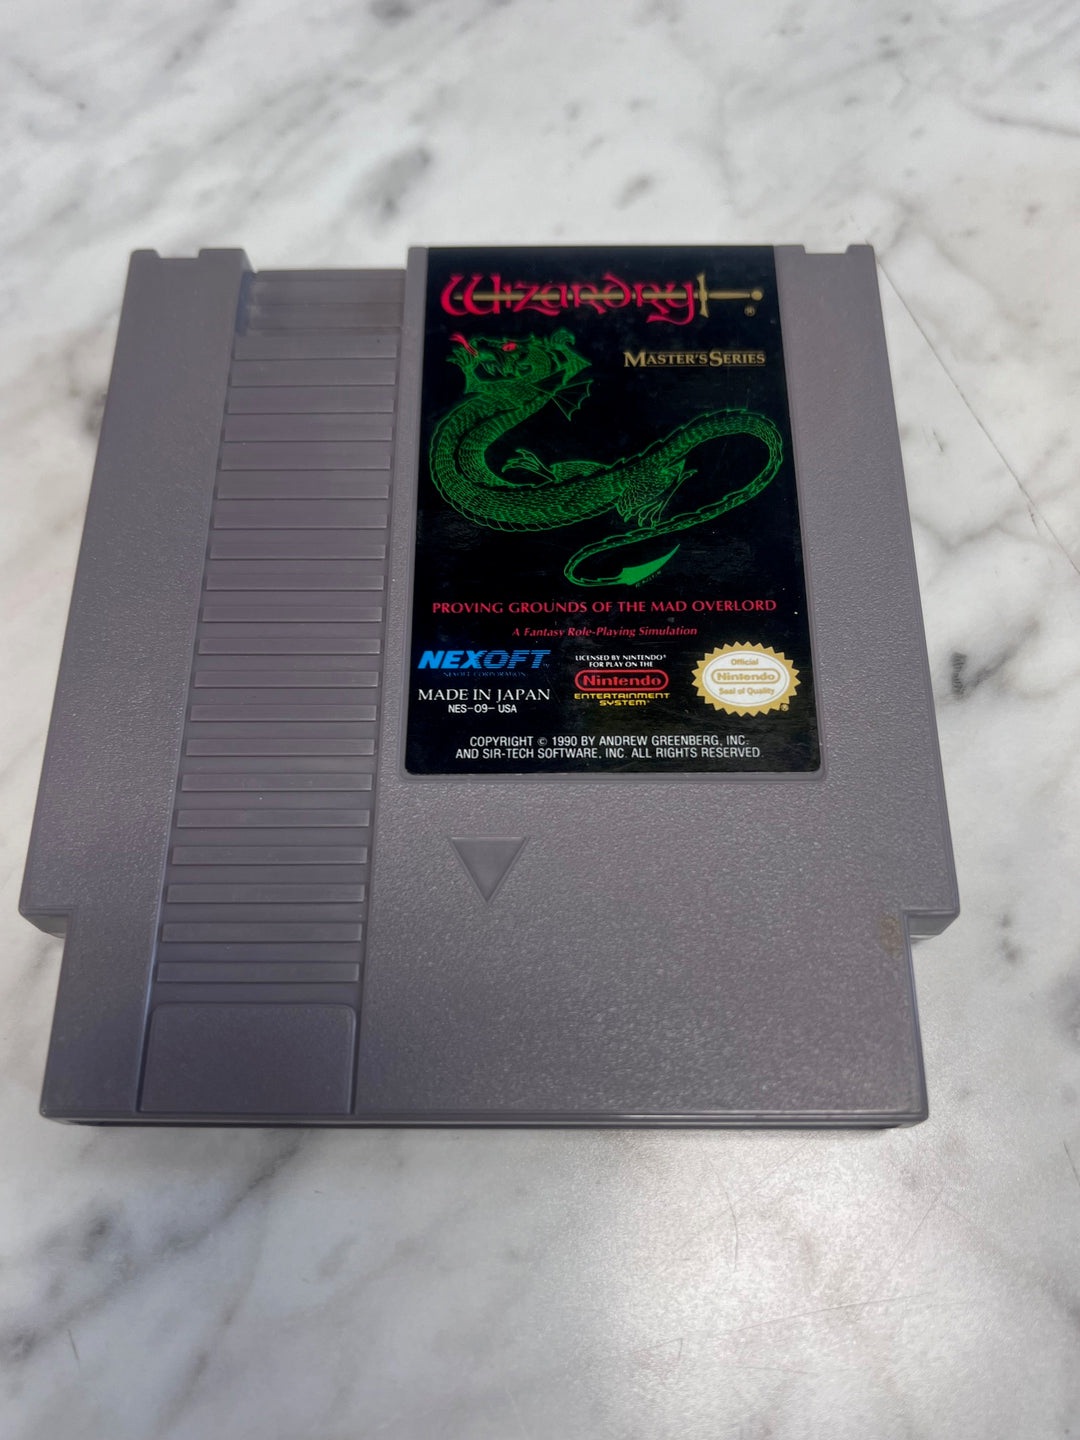 Wizardry
®
MASTER'S SERIES
PROVING GROUNDS OF THE MAD OVERLORD
A Fantasy Role-Playing Simulation
NEXOFT™
NEXOFT CORPORATION
MADE IN JAPAN
NES-09-USA
LICENSED BY NINTENDO®
FOR PLAY ON THE
Nintendo
ENTERTAINMENT
SYSTEM®
Official
Nintendo
Seal of Quality
®
COPYRIGHT © 1990 BY ANDREW GREENBERG, INC.
AND SIR-TECH SOFTWARE, INC. ALL RIGHTS RESERVED.